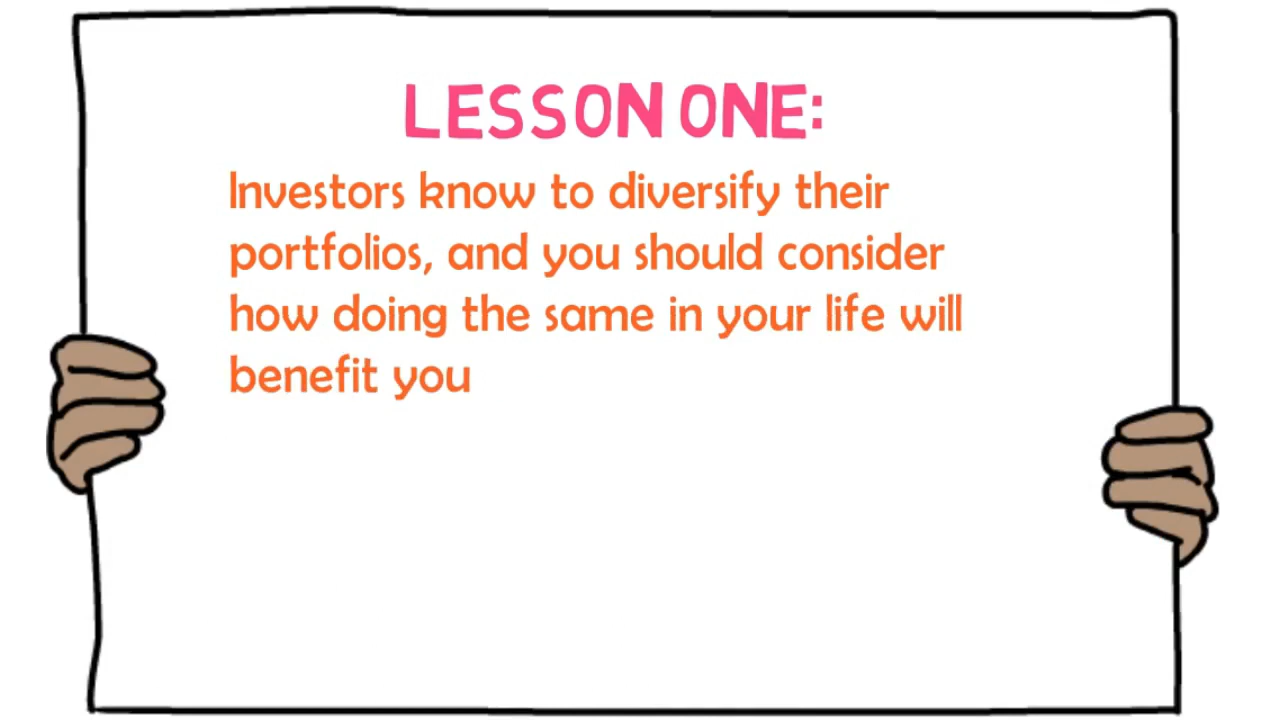 LESSON ONE:
Investors know to diversify their
portfolios, and you should consider
how doing the same in your life will
benefit you